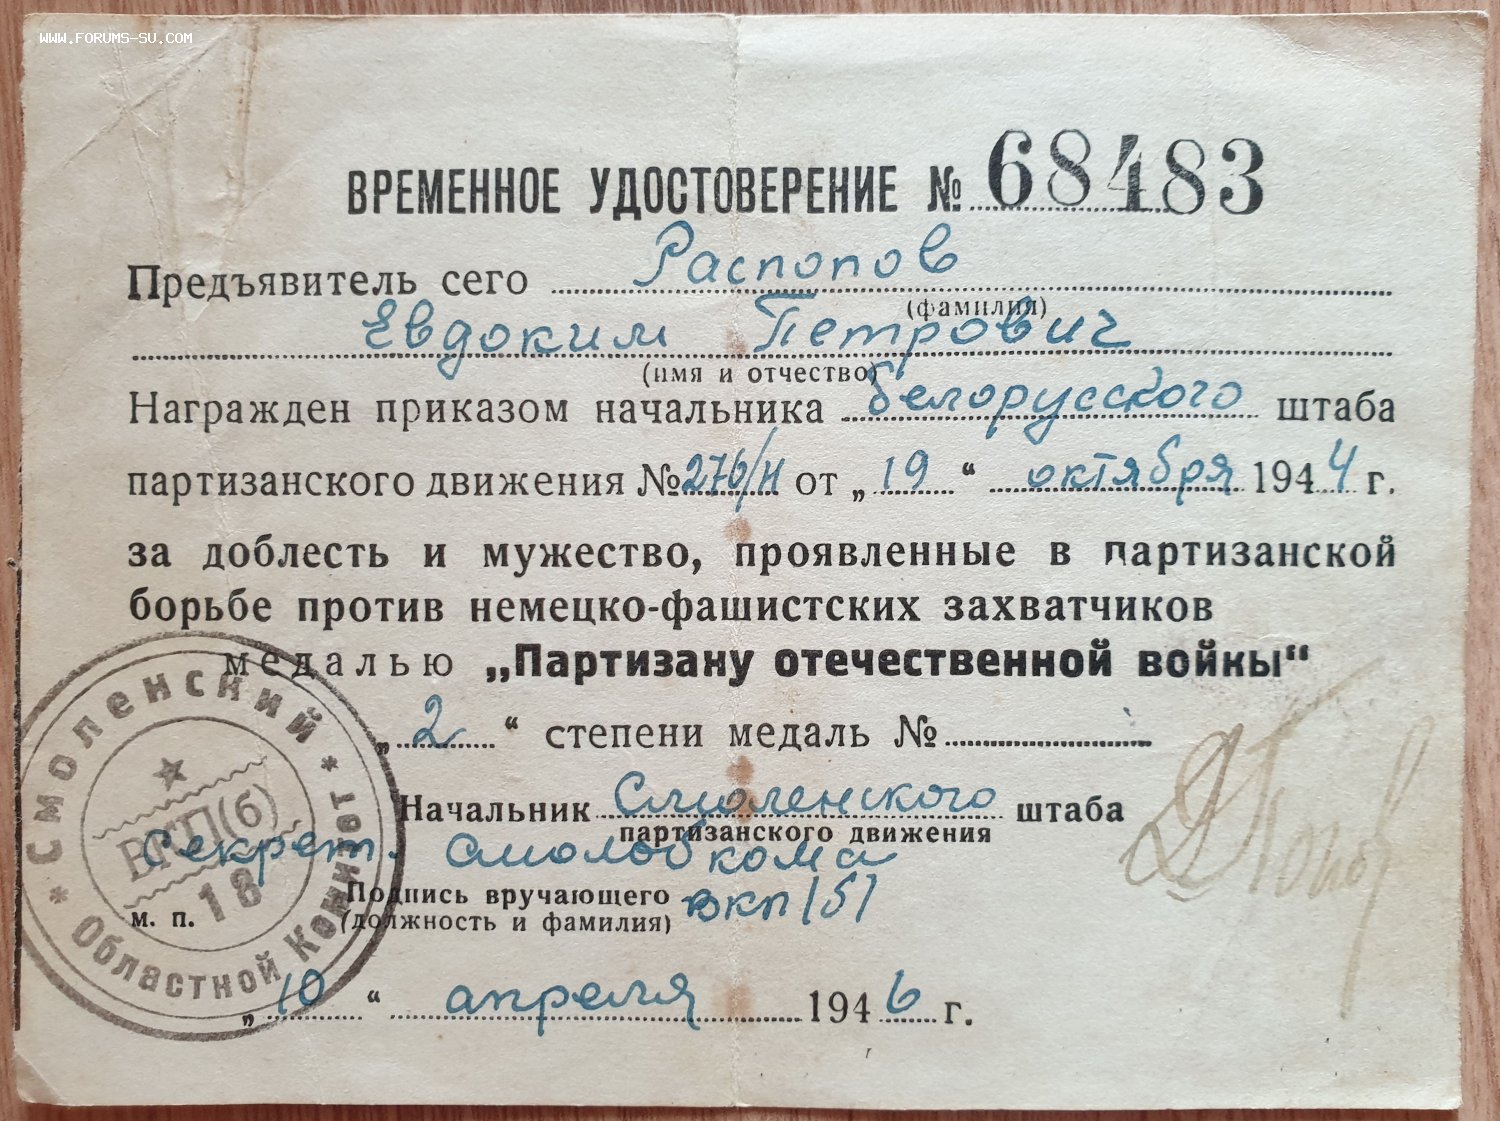 WWW.FORUMS-SU.COM
ВРЕМЕННОЕ УДОСТОВЕРЕНИЕ № 68483
Предъявитель сего Распопов
(фамилия)
Евдоким Петрович
(имя и отчество)
Награжден приказом начальника Белорусского штаба
партизанского движения № 276/н от „19“ октября 1944 г.
за доблесть и мужество, проявленные в партизанской
борьбе против немецко-фашистских захватчиков
медалью „Партизану отечественной войны“
„2“ степени медаль №
Начальник Смоленского штаба
партизанского движения
Секрет. Смолобкома
Подпись вручающего ВКП/б/
(должность и фамилия)
м. п.
„10“ апреля 1946 г.
Смоленский
Областной Комитет
ВКП(б)
18